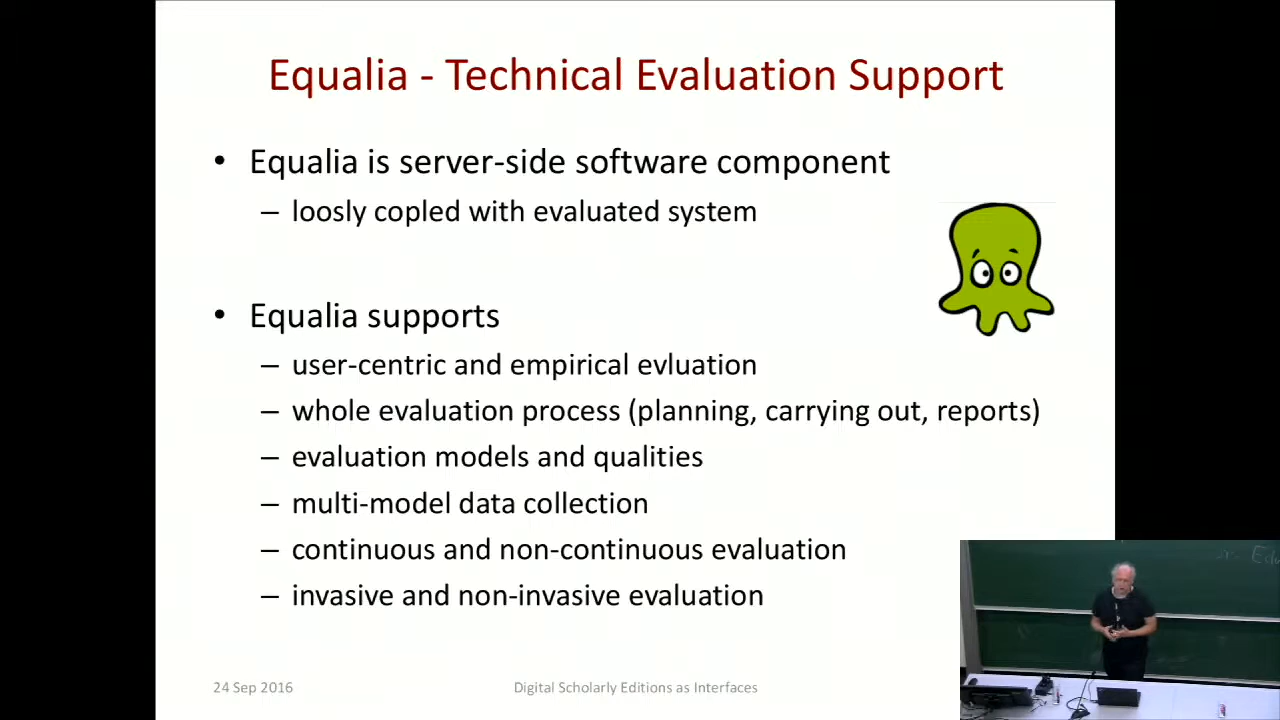 Equalia - Technical Evaluation Support
• Equalia is server-side software component
– loosly copled with evaluated system
• Equalia supports
– user-centric and empirical evluation
– whole evaluation process (planning, carrying out, reports)
– evaluation models and qualities
– multi-model data collection
– continuous and non-continuous evaluation
– invasive and non-invasive evaluation
24 Sep 2016
Digital Scholarly Editions as Interfaces